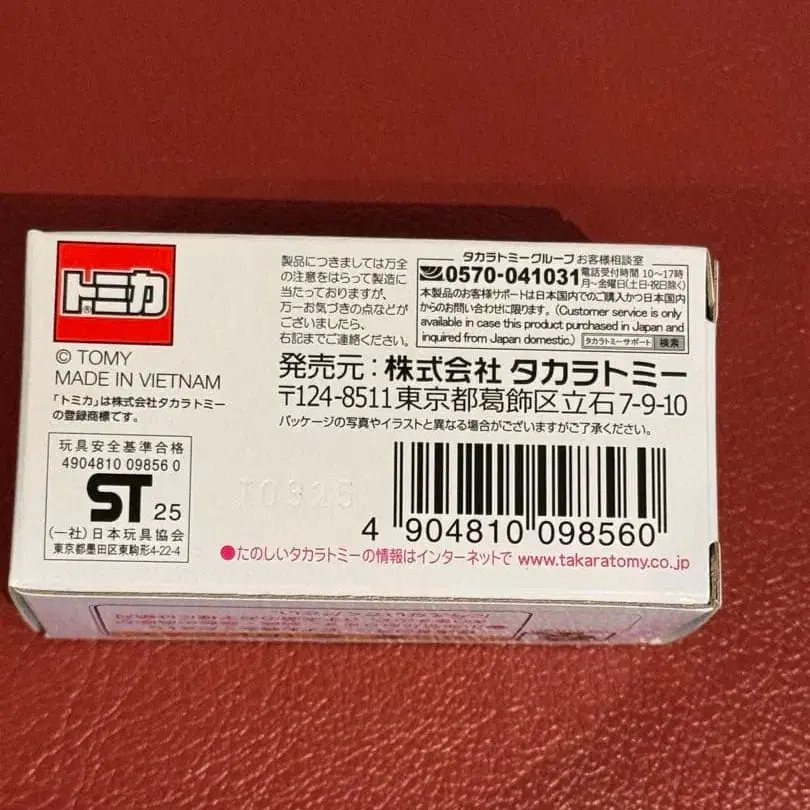 トミカ®
© TOMY
MADE IN VIETNAM
「トミカ」は株式会社タカラトミー
の登録商標です。
玩具安全基準合格
4904810 09856 0
ST 25
(一社)日本玩具協会
東京都墨田区東駒形4-22-4
製品につきましては万全
の注意をはらって製造に
当たっておりますが、
万一お気づきの点などが
ございましたら、
右記までご連絡ください。
タカラトミーグループ お客様相談室
0570-041031 電話受付時間 10〜17時
月〜金曜日(土・日・祝日除く)
本製品のお客様サポートは日本国内でのご購入かつ日本国内
からのお問い合わせに限ります。(Customer service is only
available in case this product purchased in Japan and
inquired from Japan domestic.) タカラトミーサポート 検索
発売元:株式会社 タカラトミー
〒124-8511 東京都葛飾区立石 7-9-10
パッケージの写真やイラストと異なる場合がございますがご了承ください。
4 904810 098560
●たのしいタカラトミーの情報はインターネットで www.takaratomy.co.jp